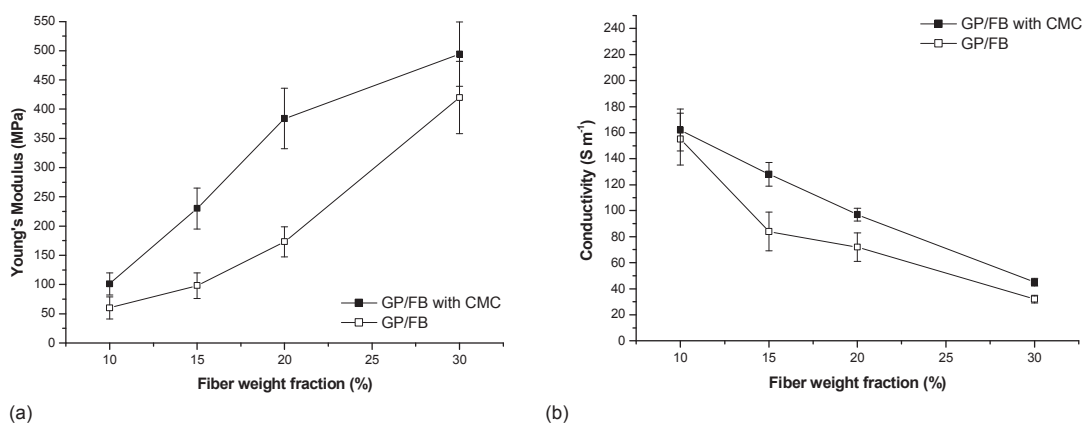 550
500
450
400
350
300
250
200
150
100
50
0
Young's Modulus (MPa)
GP/FB with CMC
GP/FB
10 15 20 25 30
Fiber weight fraction (%)
(a)
GP/FB with CMC
GP/FB
240
220
200
180
160
140
120
100
80
60
40
20
0
Conductivity (S m⁻¹)
10 15 20 25 30
Fiber weight fraction (%)
(b)